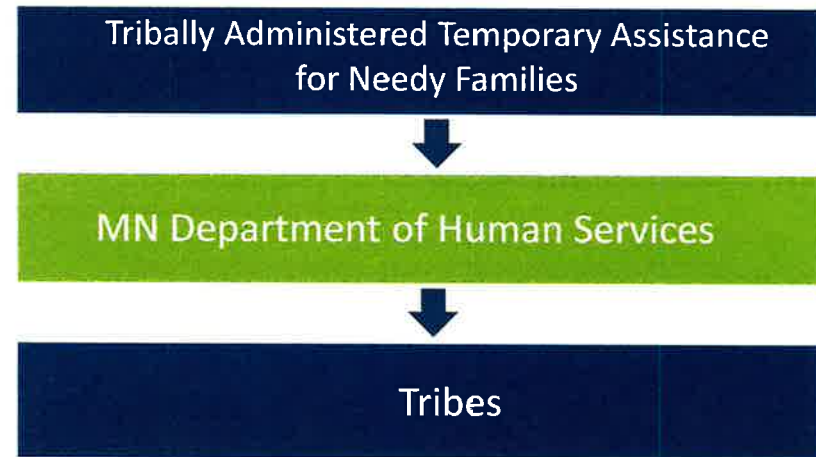 Tribally Administered Temporary Assistance
for Needy Families
MN Department of Human Services
Tribes